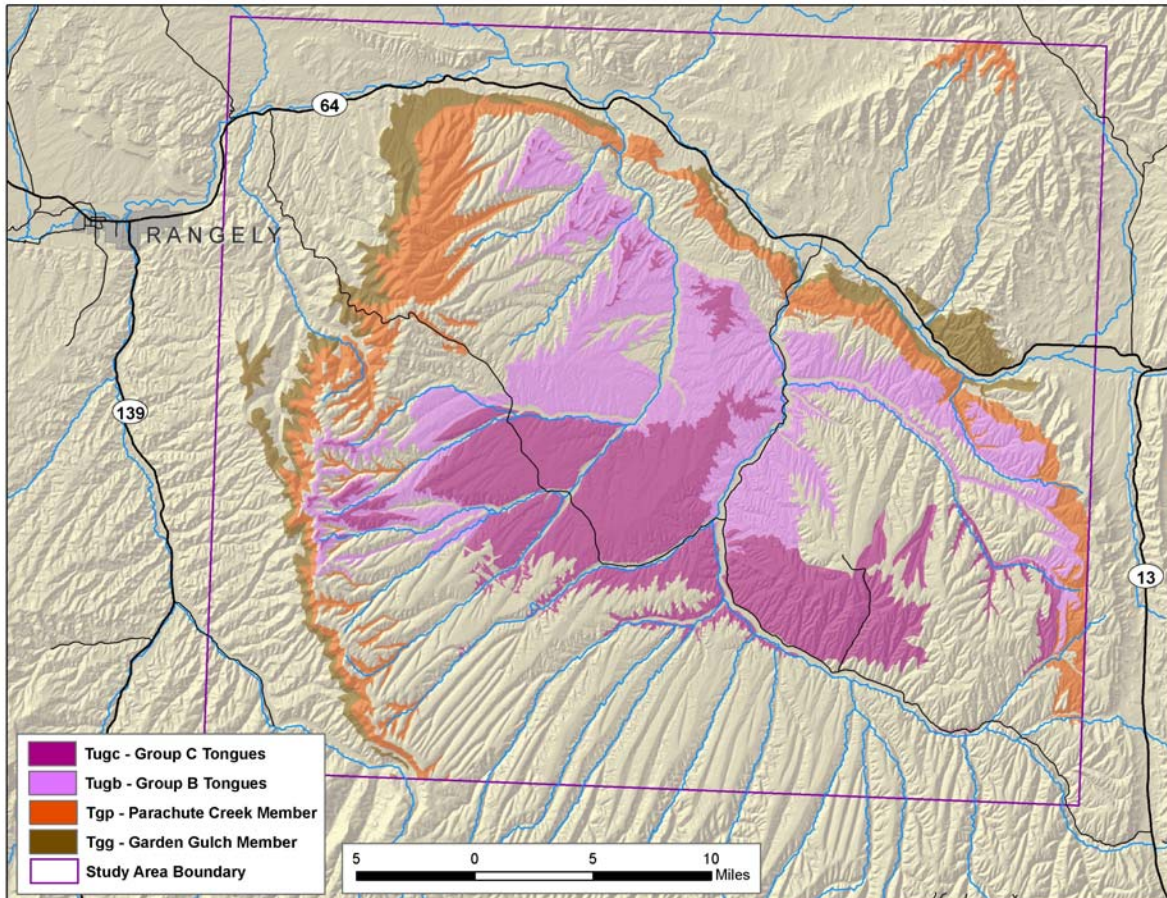 64
RANGELY
139
13
Tugc - Group C Tongues
Tugb - Group B Tongues
Tgp - Parachute Creek Member
Tgg - Garden Gulch Member
Study Area Boundary
5 0 5 10
Miles